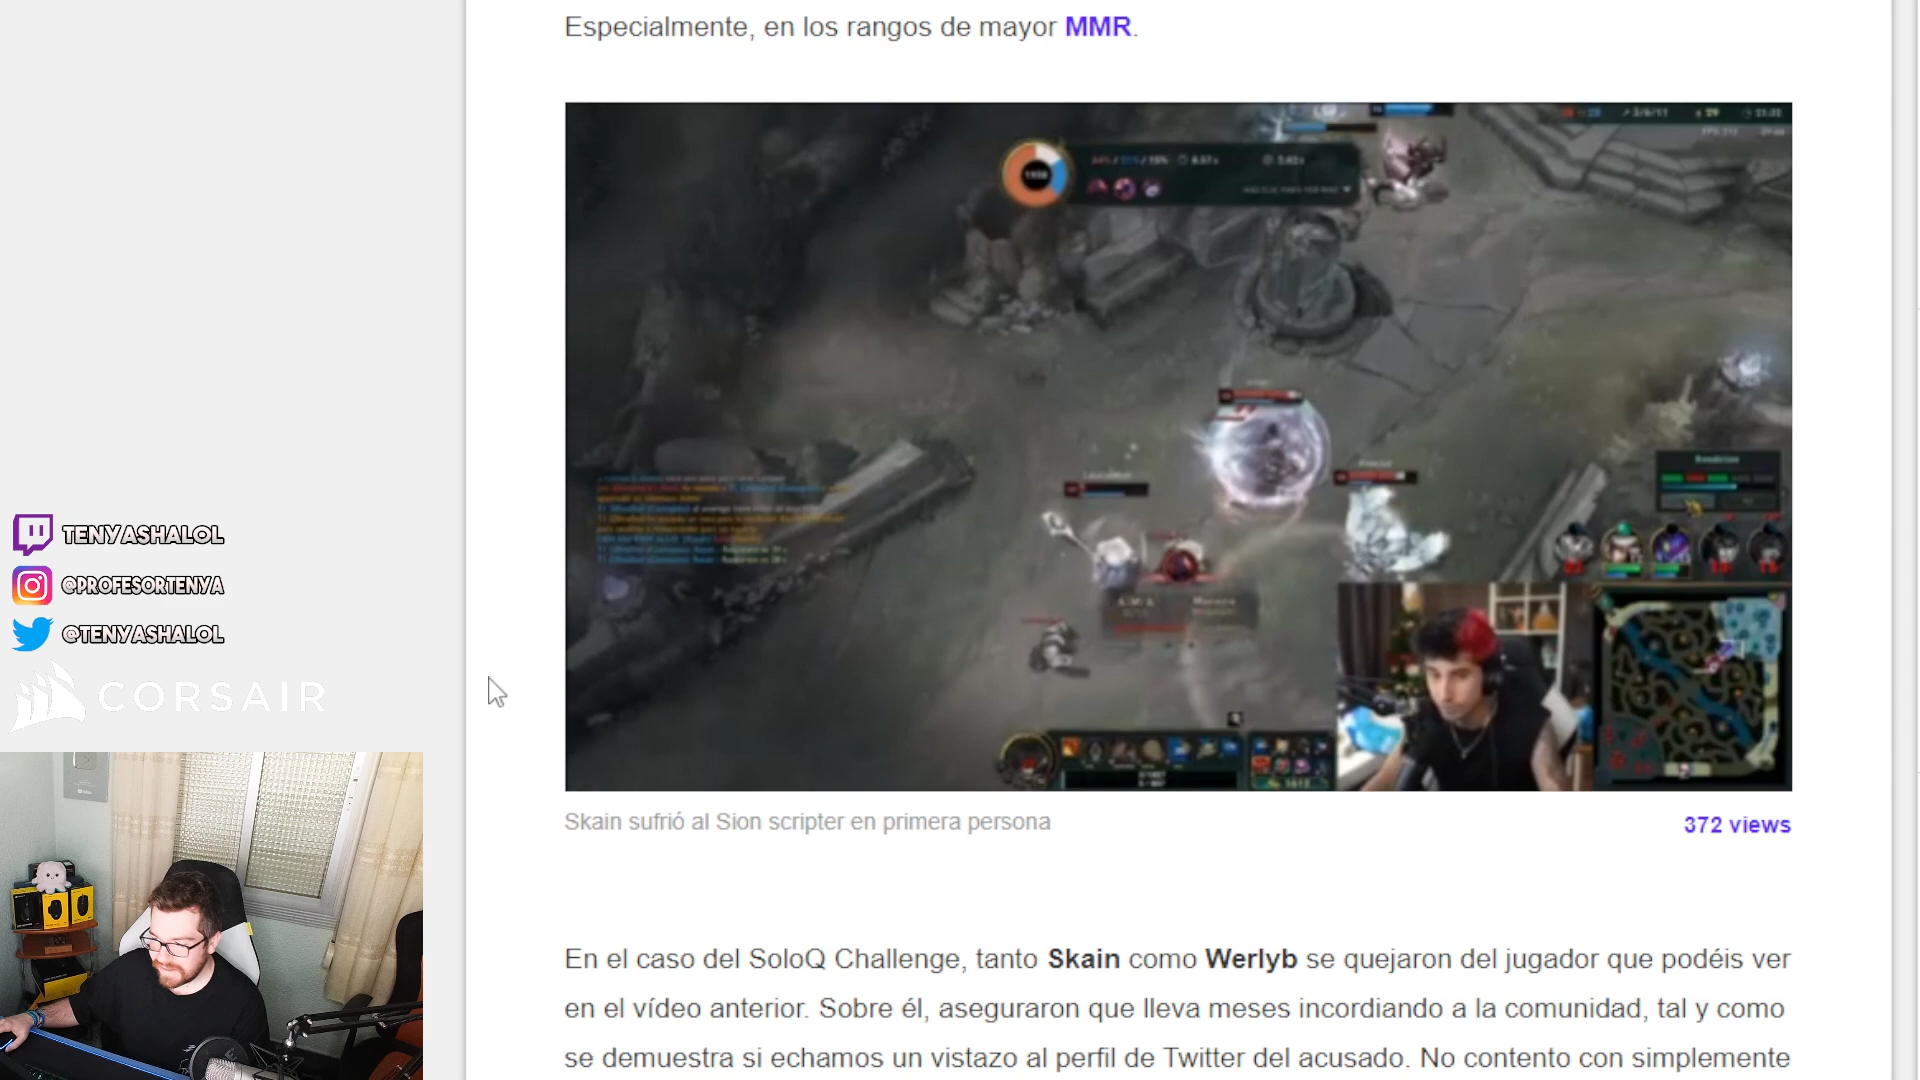 Especialmente, en los rangos de mayor MMR.
TENYASHALOL
@PROFESORTENYA
@TENYASHALOL
CORSAIR
Skain sufrió al Sion scripter en primera persona
372 views
En el caso del SoloQ Challenge, tanto Skain como Werlyb se quejaron del jugador que podéis ver
en el vídeo anterior. Sobre él, aseguraron que lleva meses incordiando a la comunidad, tal y como
se demuestra si echamos un vistazo al perfil de Twitter del acusado. No contento con simplemente